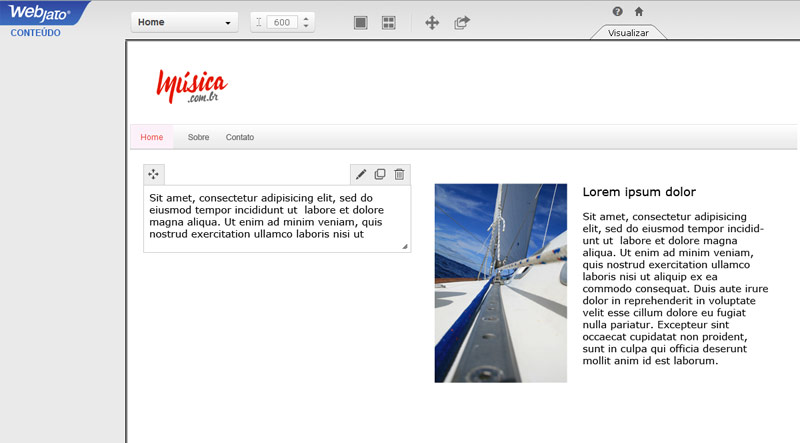 Webjato®
CONTEÚDO
Home
600
Visualizar
Música
.com.br
Home Sobre Contato
Sit amet, consectetur adipisicing elit, sed do
eiusmod tempor incididunt ut labore et dolore
magna aliqua. Ut enim ad minim veniam, quis
nostrud exercitation ullamco laboris nisi ut
Lorem ipsum dolor
Sit amet, consectetur adipisicing
elit, sed do eiusmod tempor incidid-
unt ut labore et dolore magna
aliqua. Ut enim ad minim veniam,
quis nostrud exercitation ullamco
laboris nisi ut aliquip ex ea
commodo consequat. Duis aute irure
dolor in reprehenderit in voluptate
velit esse cillum dolore eu fugiat
nulla pariatur. Excepteur sint
occaecat cupidatat non proident,
sunt in culpa qui officia deserunt
mollit anim id est laborum.